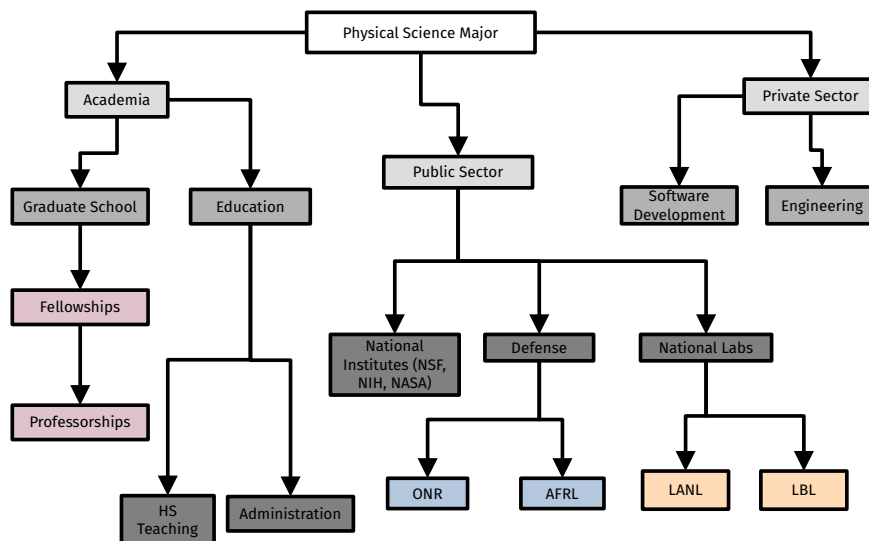 Physical Science Major
Academia
Private Sector
Public Sector
Graduate School
Education
Software
Development
Engineering
Fellowships
National
Institutes (NSF,
NIH, NASA)
Defense
National Labs
Professorships
HS
Teaching
Administration
ONR
AFRL
LANL
LBL